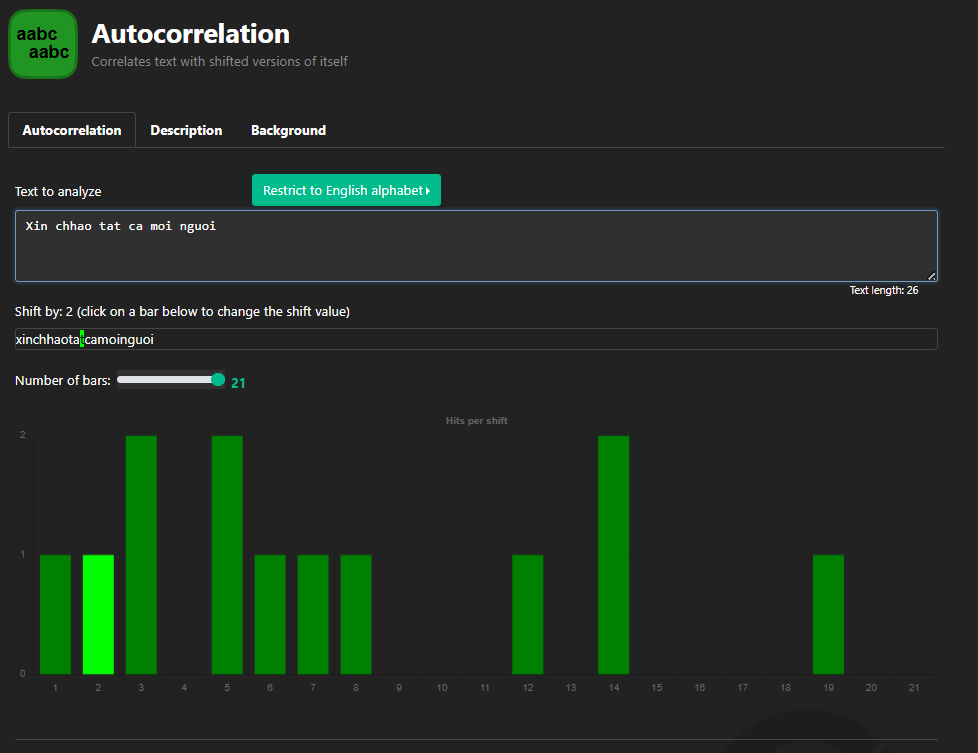 aabc
aabc
Autocorrelation
Correlates text with shifted versions of itself
Autocorrelation Description Background
Text to analyze
Restrict to English alphabet
Xin chhao tat ca moi nguoi
Text length: 26
Shift by: 2 (click on a bar below to change the shift value)
xinchhaotatcamoinguoi
Number of bars: 21
Hits per shift
2
1
0
1 2 3 4 5 6 7 8 9 10 11 12 13 14 15 16 17 18 19 20 21